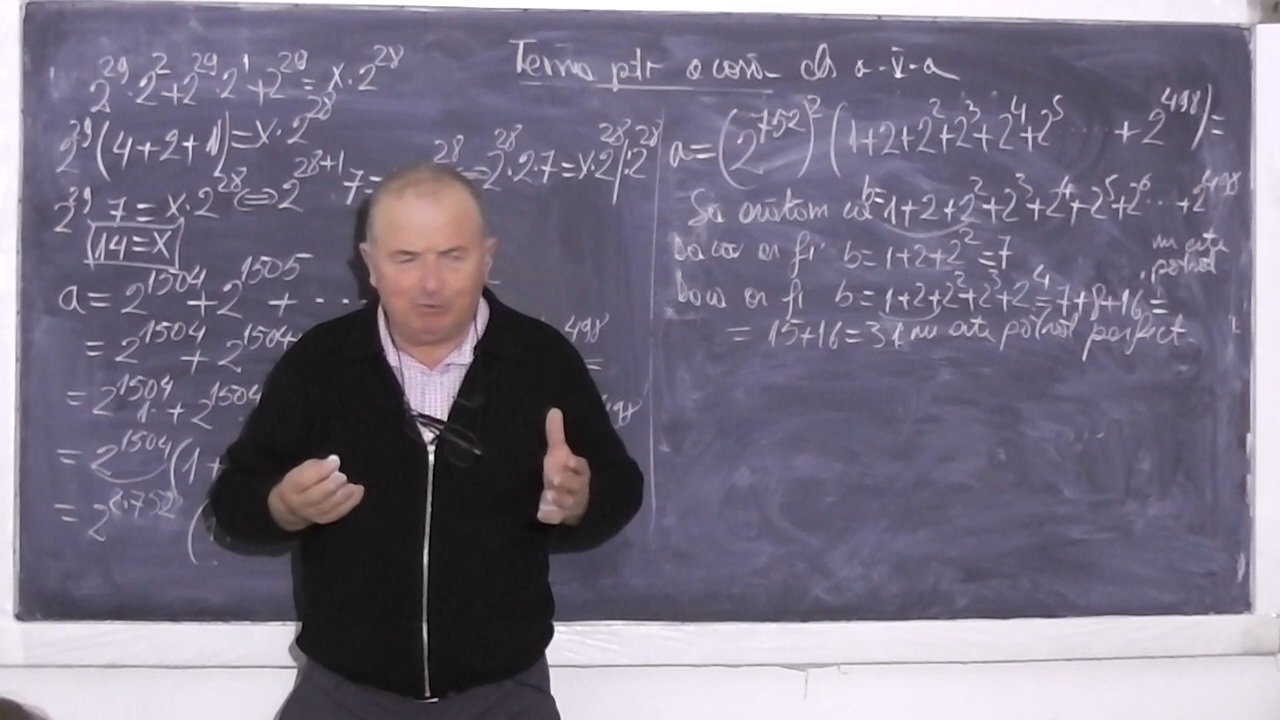 Tema ptr acasă cls a-V-a
2^29·2^2+2^29·2^1+2^29=x·2^28
2^29(4+2+1)=x·2^28
2^29 7=x·2^28 ⇔ 2^(28+1)·7= 2^28·2·7=x·2^28 |:2^28
14=x
a=2^1504+2^1505+...
=2^1504+2^1504
=2^1504·1+2^1504
=2^1504(1+
=2^(2·752)(
a=(2^752)^2(1+2+2^2+2^3+2^4+2^5...+2^498)=
Să arătăm că b=1+2+2^2+2^3+2^4+2^5+2^6...+2^498
Dacă ar fi b=1+2+2^2=7 nu este pătrat
Dacă ar fi b=1+2+2^2+2^3+2^4=7+8+16=
=15+16=31 nu este pătrat perfect.